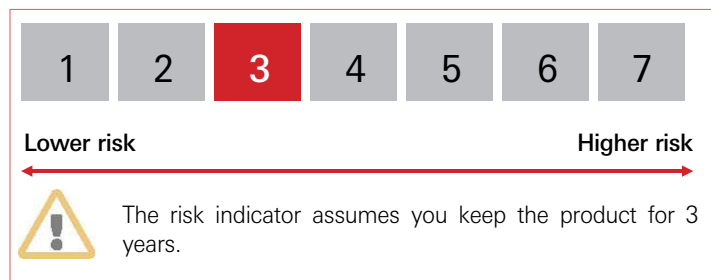 1 2 3 4 5 6 7
Lower risk Higher risk
The risk indicator assumes you keep the product for 3
years.